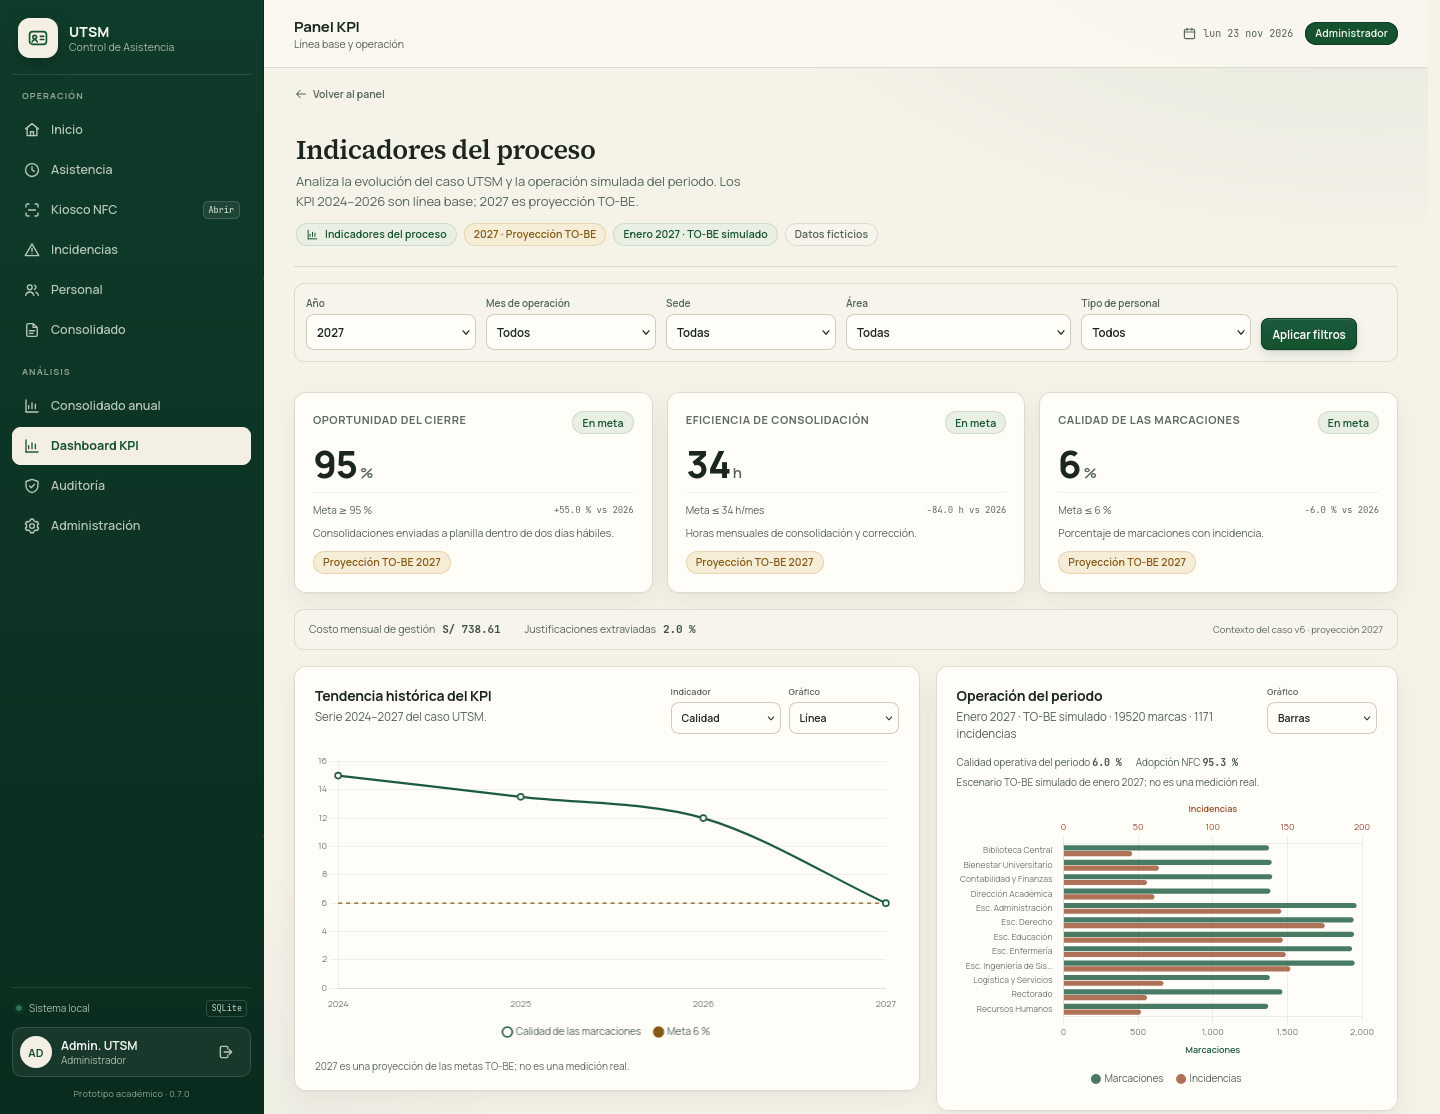 UTSM
Control de Asistencia
OPERACIÓN
Inicio
Asistencia
Kiosco NFC
Abrir
Incidencias
Personal
Consolidado
ANÁLISIS
Consolidado anual
Dashboard KPI
Auditoría
Administración
Sistema local
SQLite
AD
Admin. UTSM
Administrador
Prototipo académico · 0.7.0
Panel KPI
Línea base y operación
lun 23 nov 2026
Administrador
Volver al panel
Indicadores del proceso
Analiza la evolución del caso UTSM y la operación simulada del periodo. Los
KPI 2024–2026 son línea base; 2027 es proyección TO-BE.
Indicadores del proceso
2027 · Proyección TO-BE
Enero 2027 · TO-BE simulado
Datos ficticios
Año
Mes de operación
Sede
Área
Tipo de personal
2027
Todos
Todas
Todas
Todos
Aplicar filtros
OPORTUNIDAD DEL CIERRE
En meta
95 %
Meta ≥ 95 %
+55.0 % vs 2026
Consolidaciones enviadas a planilla dentro de dos días hábiles.
Proyección TO-BE 2027
EFICIENCIA DE CONSOLIDACIÓN
En meta
34 h
Meta ≤ 34 h/mes
-84.0 h vs 2026
Horas mensuales de consolidación y corrección.
Proyección TO-BE 2027
CALIDAD DE LAS MARCACIONES
En meta
6 %
Meta ≤ 6 %
-6.0 % vs 2026
Porcentaje de marcaciones con incidencia.
Proyección TO-BE 2027
Costo mensual de gestión S/ 738.61
Justificaciones extraviadas 2.0 %
Contexto del caso v6 · proyección 2027
Tendencia histórica del KPI
Serie 2024–2027 del caso UTSM.
Indicador
Calidad
Gráfico
Línea
16
14
12
10
8
6
4
2
0
2024
2025
2026
2027
Calidad de las marcaciones
Meta 6 %
2027 es una proyección de las metas TO-BE; no es una medición real.
Operación del periodo
Enero 2027 · TO-BE simulado · 19520 marcas · 1171
incidencias
Gráfico
Barras
Calidad operativa del periodo 6.0 %
Adopción NFC 95.3 %
Escenario TO-BE simulado de enero 2027; no es una medición real.
Incidencias
0
50
100
150
200
Biblioteca Central
Bienestar Universitario
Contabilidad y Finanzas
Dirección Académica
Esc. Administración
Esc. Derecho
Esc. Educación
Esc. Enfermería
Esc. Ingeniería de Sis...
Logística y Servicios
Rectorado
Recursos Humanos
0
500
1,000
1,500
2,000
Marcaciones
Marcaciones
Incidencias